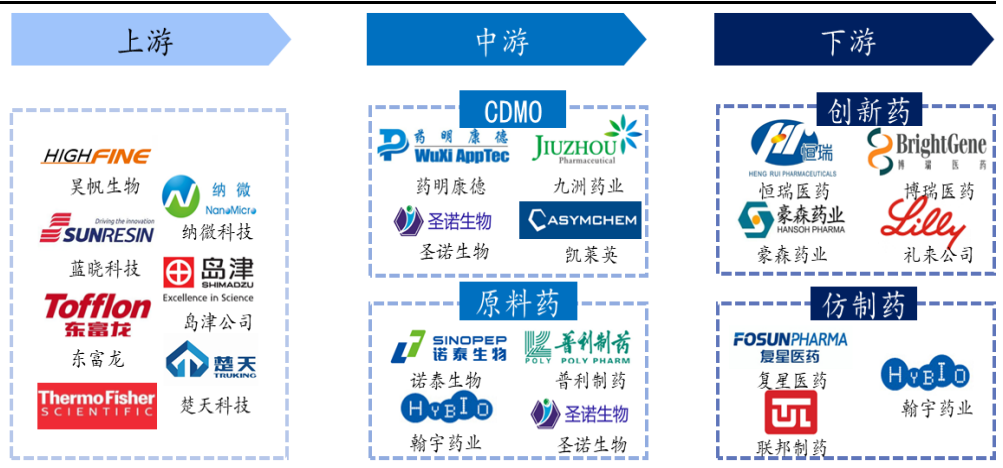 上游
中游
下游
HIGHFINE
昊帆生物
纳微
NanoMicro
纳微科技
Driving the innovation
SUNRESIN
蓝晓科技
岛津
SHIMADZU
Excellence in Science
岛津公司
Tofflon
东富龙
东富龙
楚天
TRUKING
楚天科技
ThermoFisher
SCIENTIFIC
CDMO
药明康德
WuXi AppTec
药明康德
JIUZHOU
Pharmaceutical
九洲药业
圣诺生物
圣诺生物
ASYMCHEM
凯莱英
原料药
SINOPEP
诺泰生物
诺泰生物
普利制药
POLY PHARM
POLY
普利制药
HYBIO
翰宇药业
圣诺生物
圣诺生物
创新药
恒瑞
HENG RUI PHARMACEUTICALS
恒瑞医药
BrightGene
博瑞医药
博瑞医药
豪森药业
HANSOH PHARMA
豪森药业
Lilly
礼来公司
仿制药
FOSUNPHARMA
复星医药
复星医药
HYBIO
翰宇药业
联邦制药